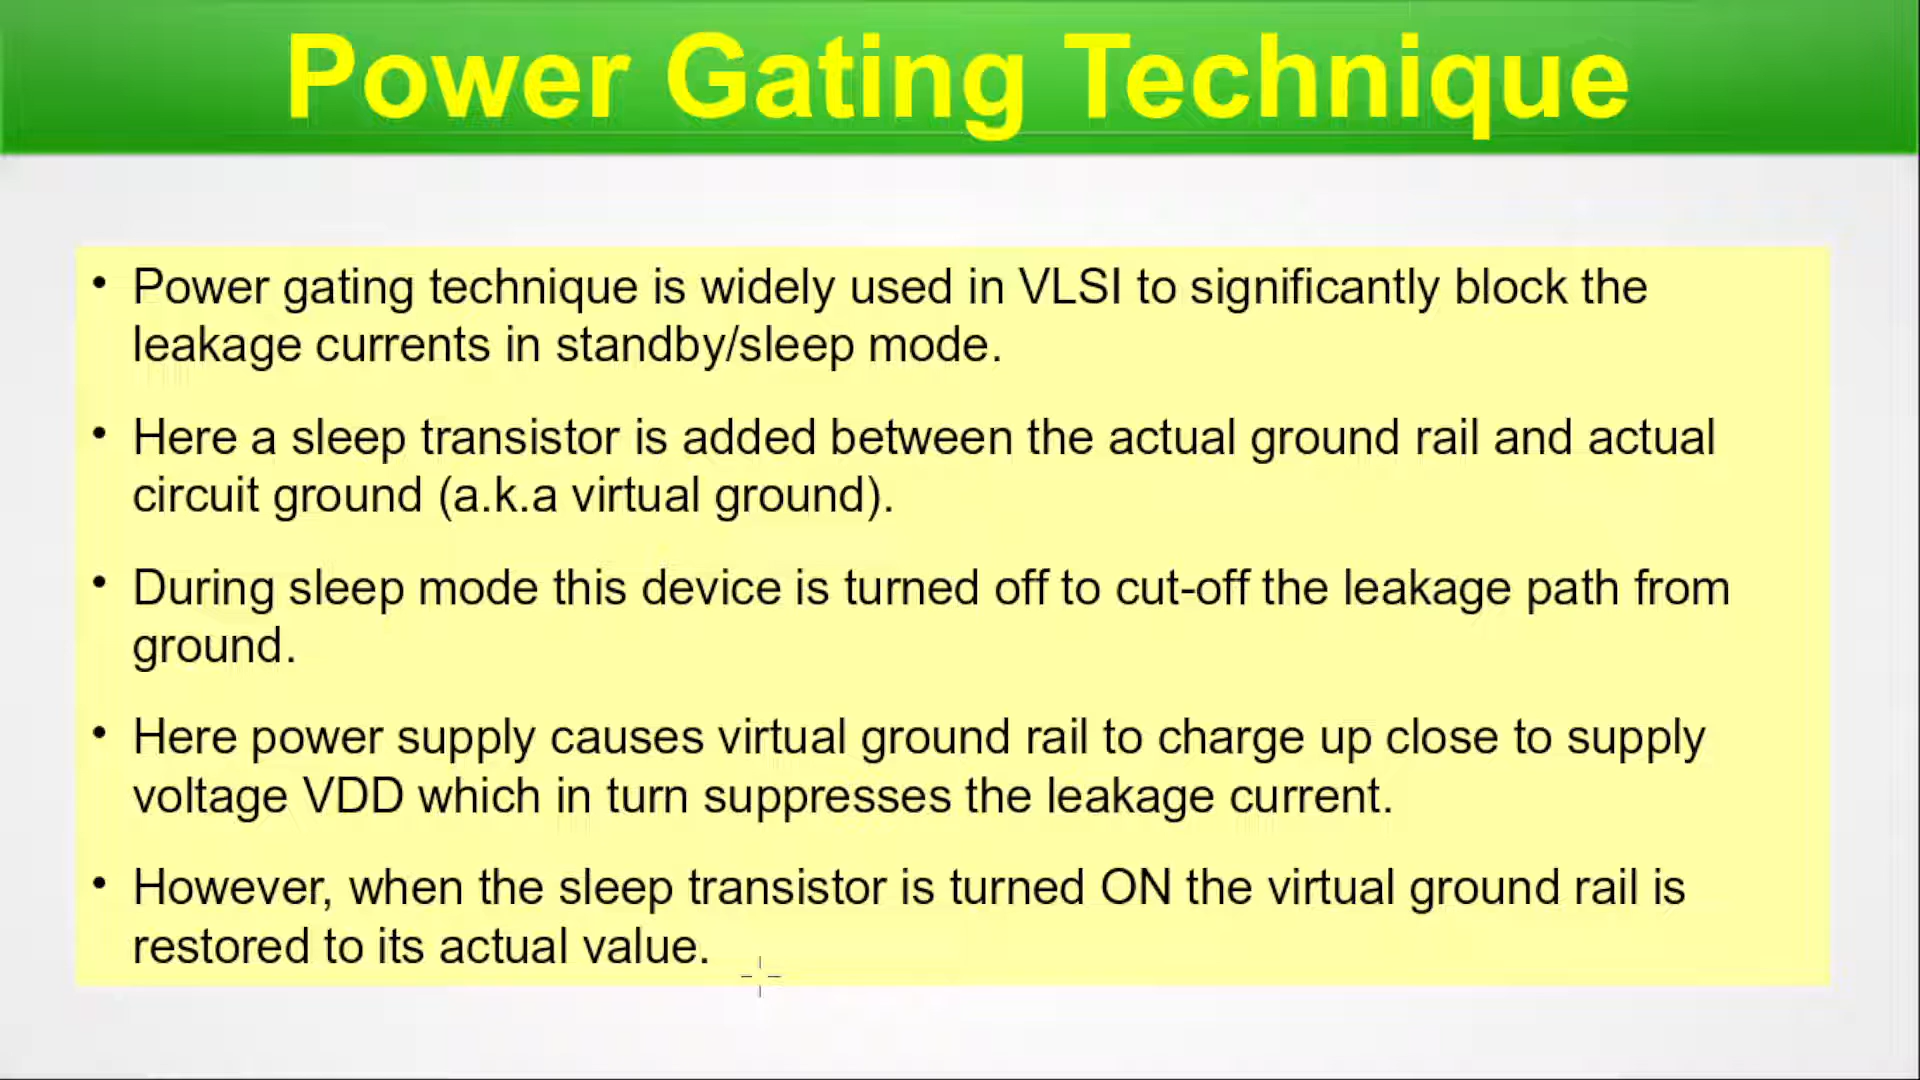 Power Gating Technique
• Power gating technique is widely used in VLSI to significantly block the
leakage currents in standby/sleep mode.
• Here a sleep transistor is added between the actual ground rail and actual
circuit ground (a.k.a virtual ground).
• During sleep mode this device is turned off to cut-off the leakage path from
ground.
• Here power supply causes virtual ground rail to charge up close to supply
voltage VDD which in turn suppresses the leakage current.
• However, when the sleep transistor is turned ON the virtual ground rail is
restored to its actual value.